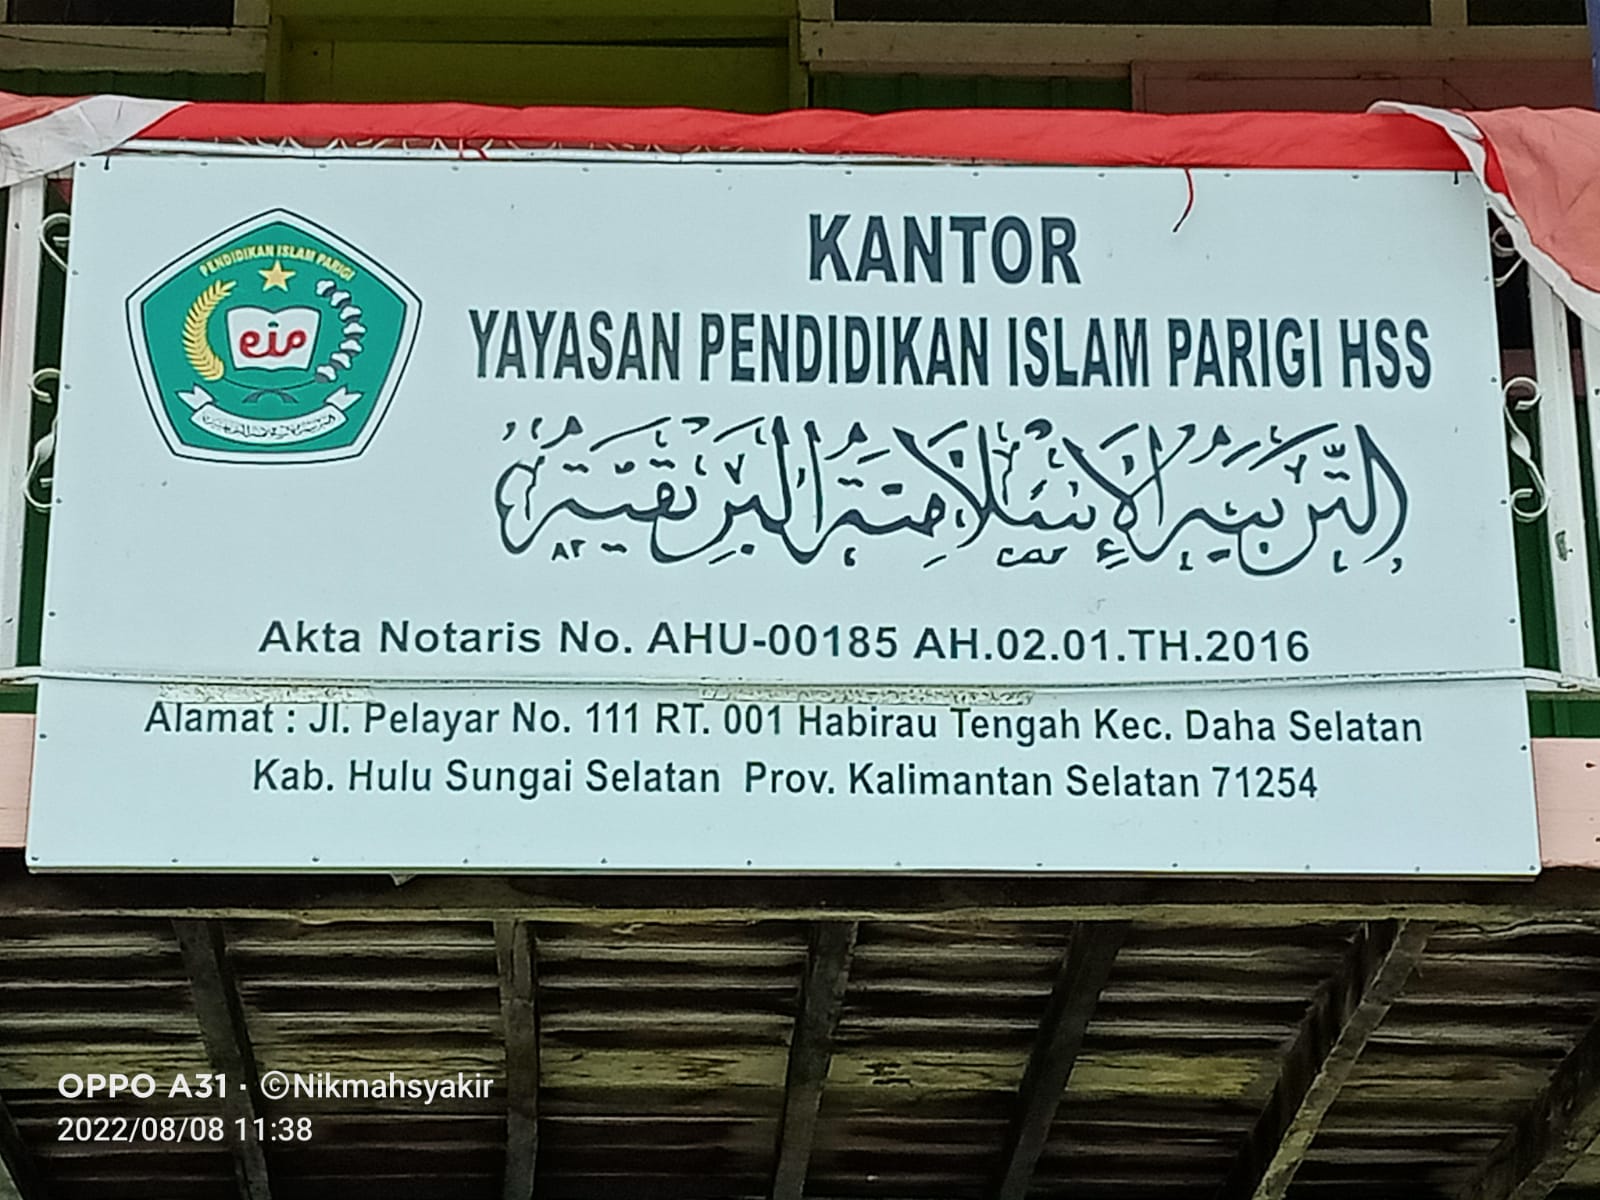 PENDIDIKAN ISLAM PARIGI
eip
KANTOR
YAYASAN PENDIDIKAN ISLAM PARIGI HSS
التربية الإسلامية البريقية
Akta Notaris No. AHU-00185 AH.02.01.TH.2016
Alamat : Jl. Pelayar No. 111 RT. 001 Habirau Tengah Kec. Daha Selatan
Kab. Hulu Sungai Selatan Prov. Kalimantan Selatan 71254
OPPO A31 · ©Nikmahsyakir
2022/08/08 11:38